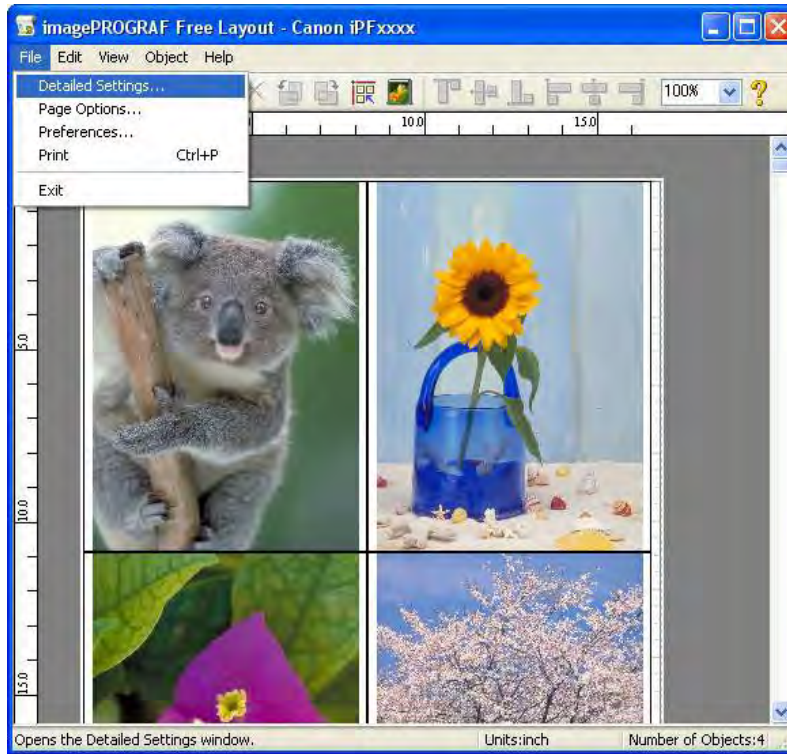 imagePROGRAF Free Layout - Canon iPFxxxx
File Edit View Object Help
Detailed Settings...
Page Options...
Preferences...
Print Ctrl+P
Exit
100%
10.0 15.0
5.0
10.0
15.0
Opens the Detailed Settings window. Units:inch Number of Objects:4